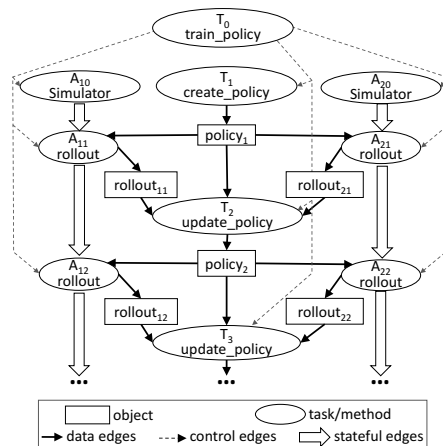 T₀
train_policy
A₁₀
Simulator
T₁
create_policy
A₂₀
Simulator
A₁₁
rollout
policy₁
A₂₁
rollout
rollout₁₁
rollout₂₁
T₂
update_policy
A₁₂
rollout
policy₂
A₂₂
rollout
rollout₁₂
rollout₂₂
T₃
update_policy
... ... ...
object task/method
data edges control edges stateful edges